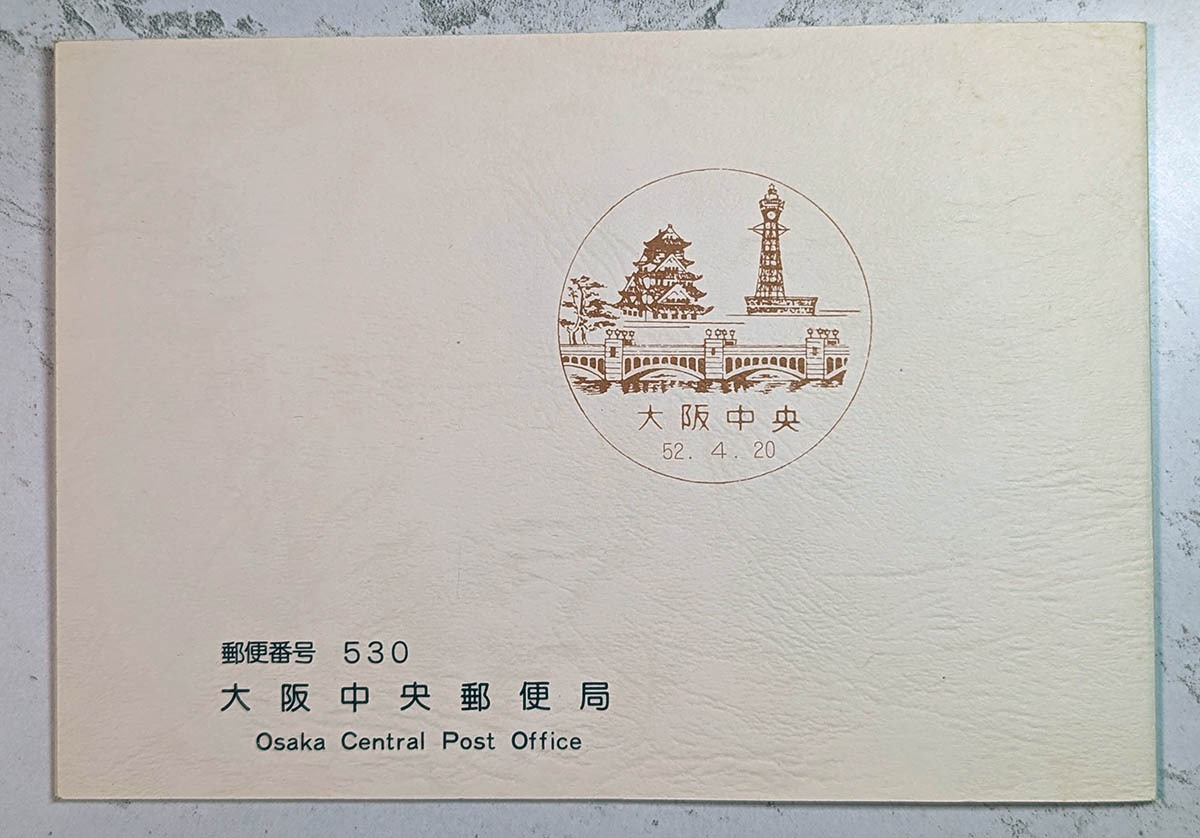 大阪中央
52. 4. 20
郵便番号 530
大阪中央郵便局
Osaka Central Post Office